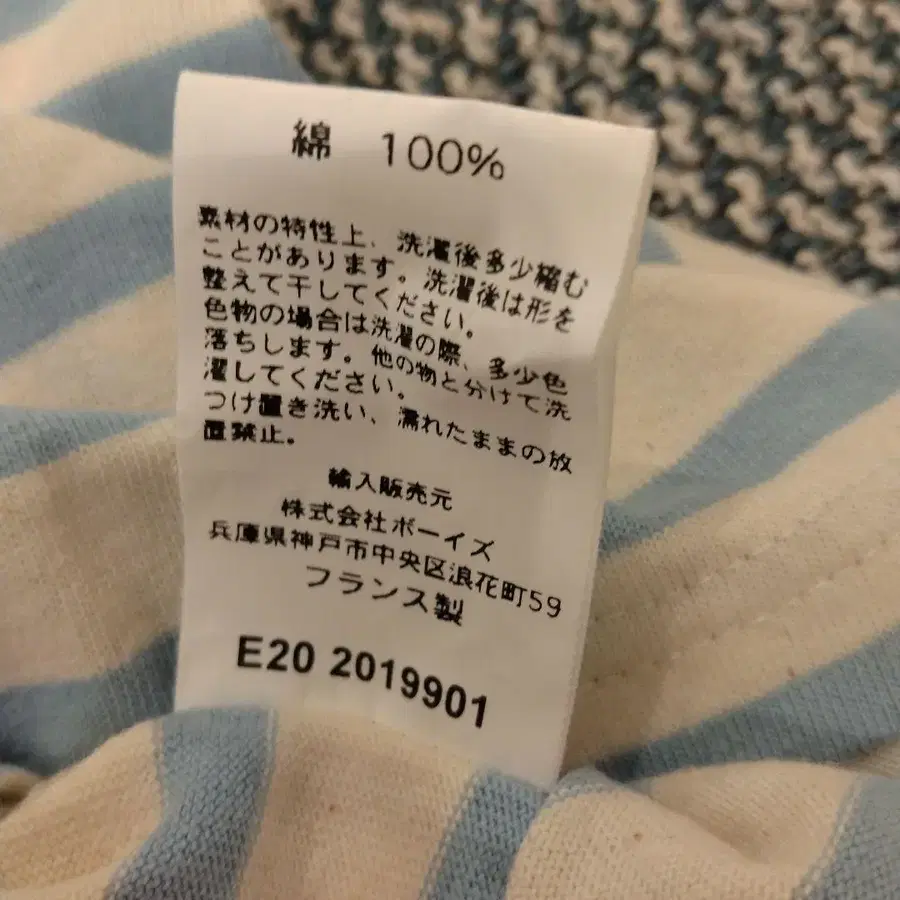 綿 100%
素材の特性上、洗濯後多少縮む
ことがあります。洗濯後は形を
整えて干してください。
色物の場合は洗濯の際、多少色
落ちします。他の物と分けて洗
濯してください。
つけ置き洗い、濡れたままの放
置禁止。
輸入販売元
株式会社ボーイズ
兵庫県神戸市中央区浪花町59
フランス製
E20 2019901